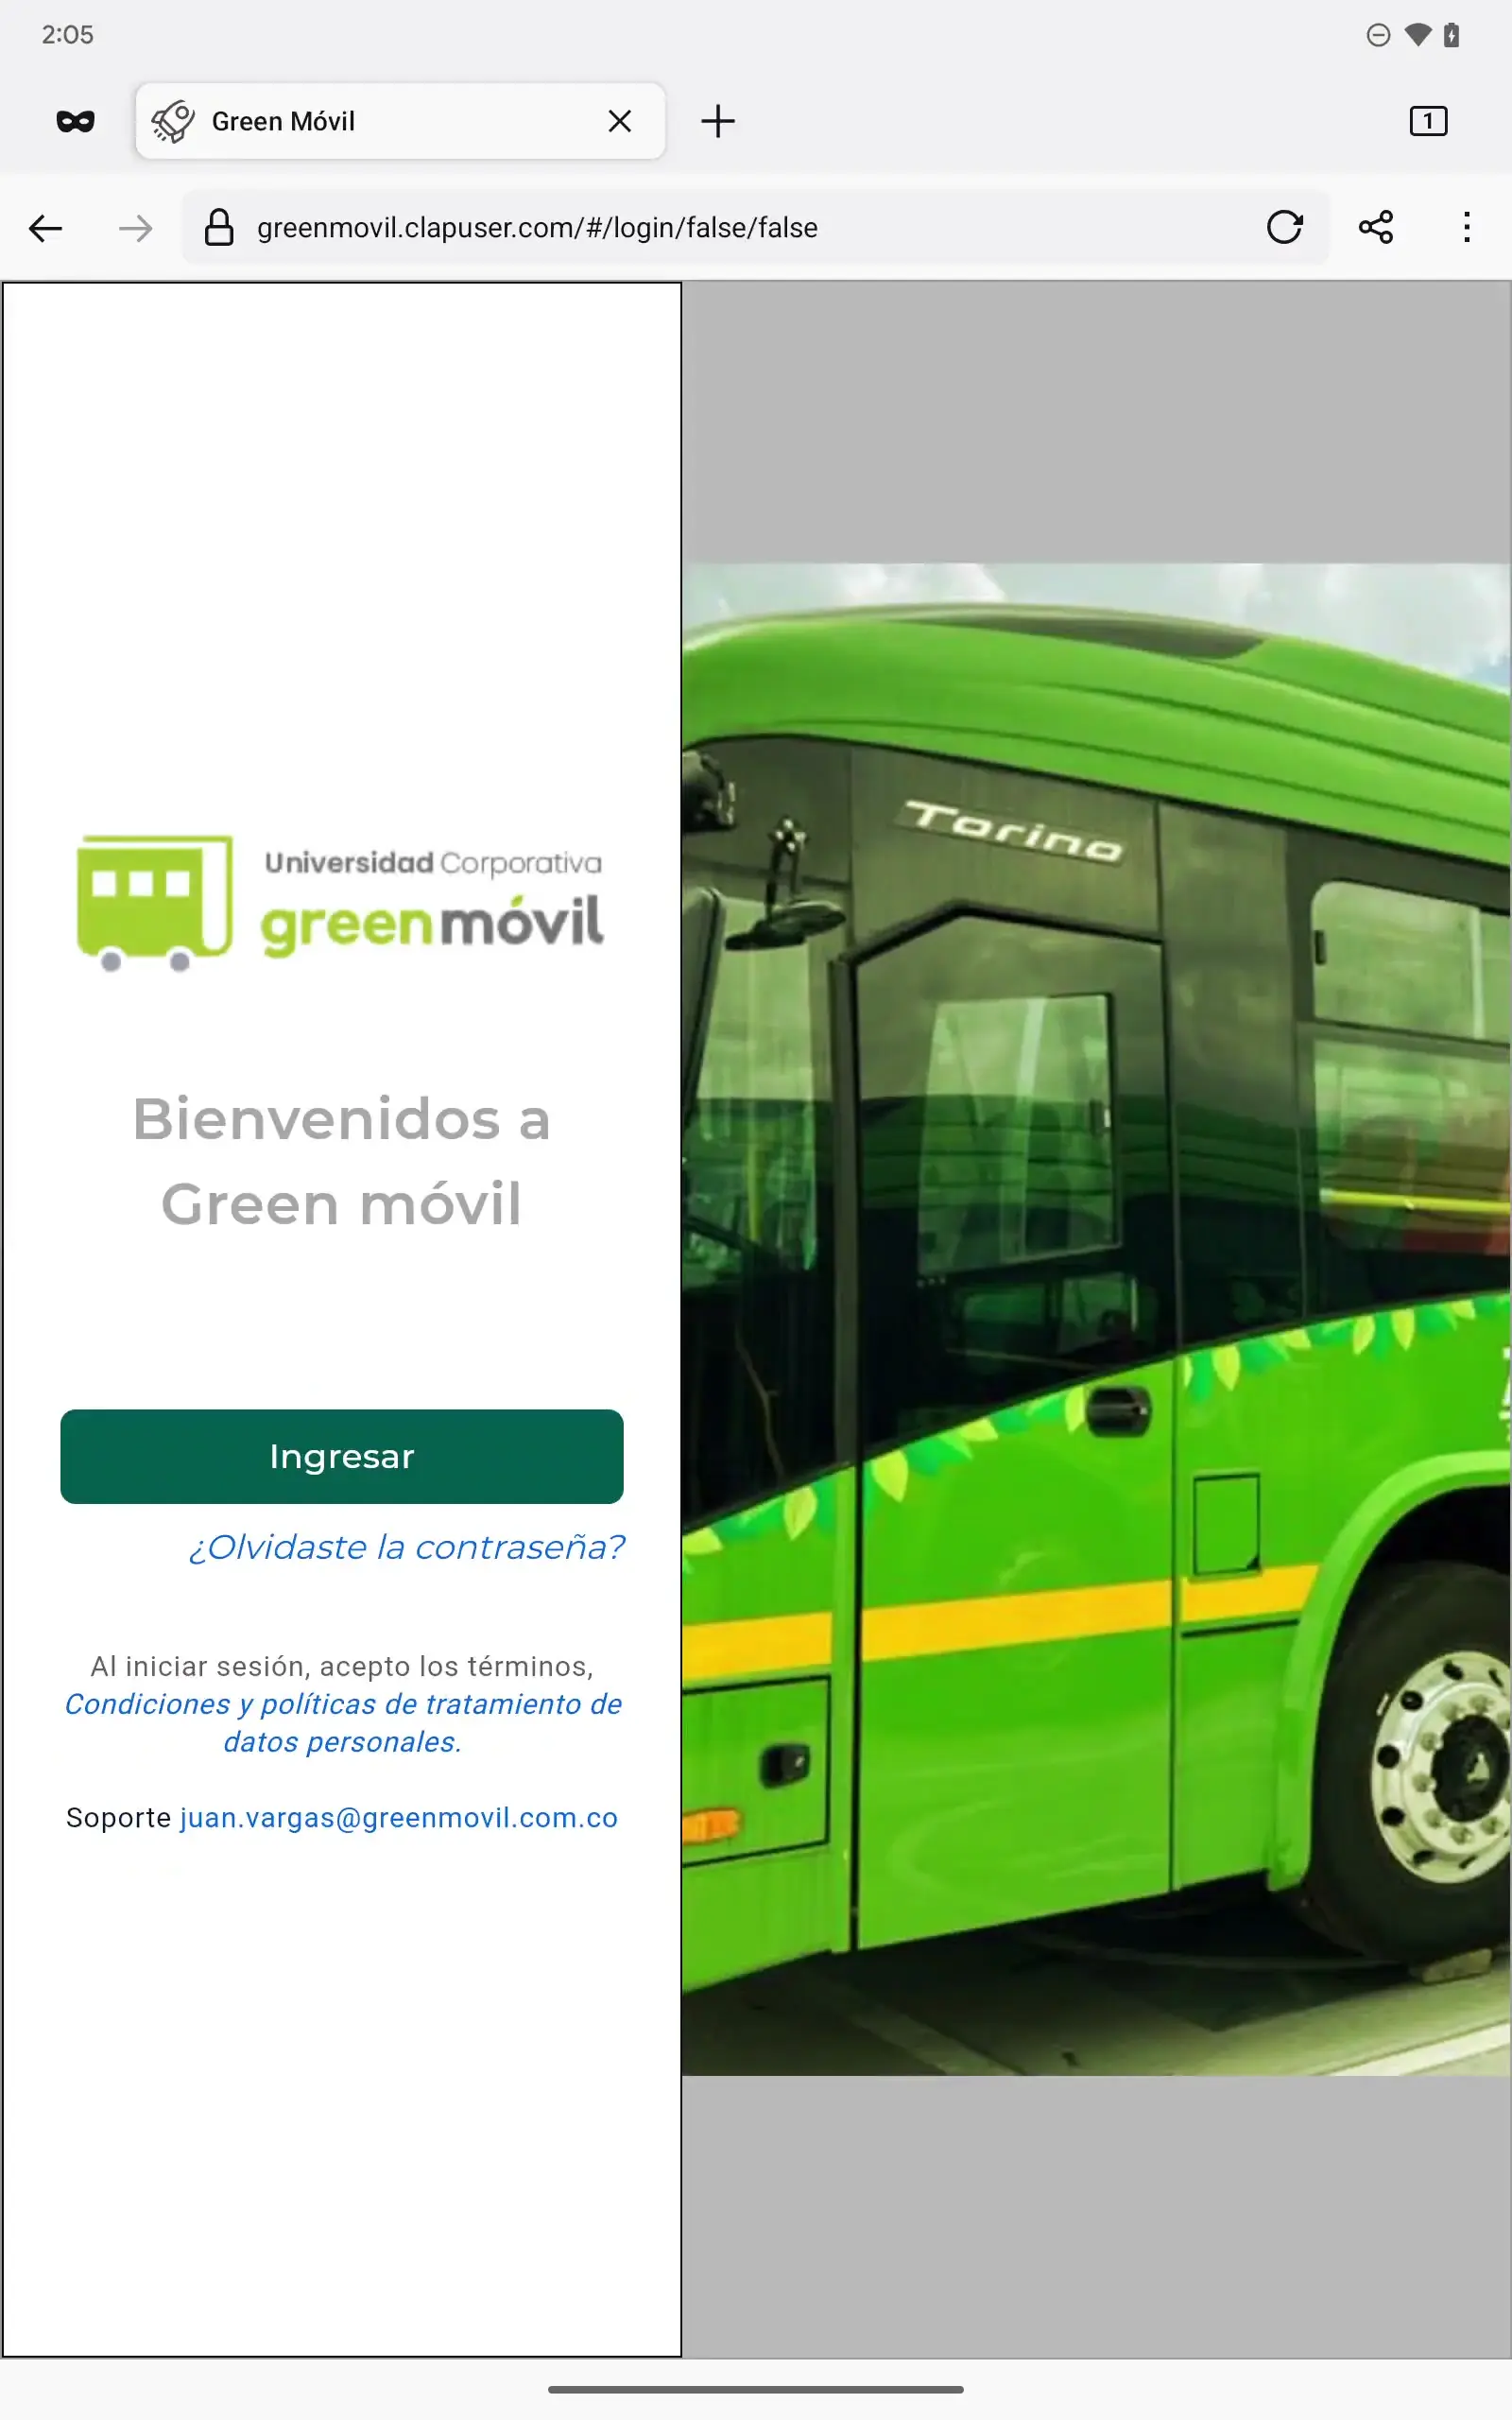 2:05
Green Móvil
1
greenmovil.clapuser.com/#/login/false/false
Universidad Corporativa
greenmóvil
Bienvenidos a
Green móvil
Ingresar
¿Olvidaste la contraseña?
Al iniciar sesión, acepto los términos,
Condiciones y políticas de tratamiento de
datos personales.
Soporte juan.vargas@greenmovil.com.co
Torino